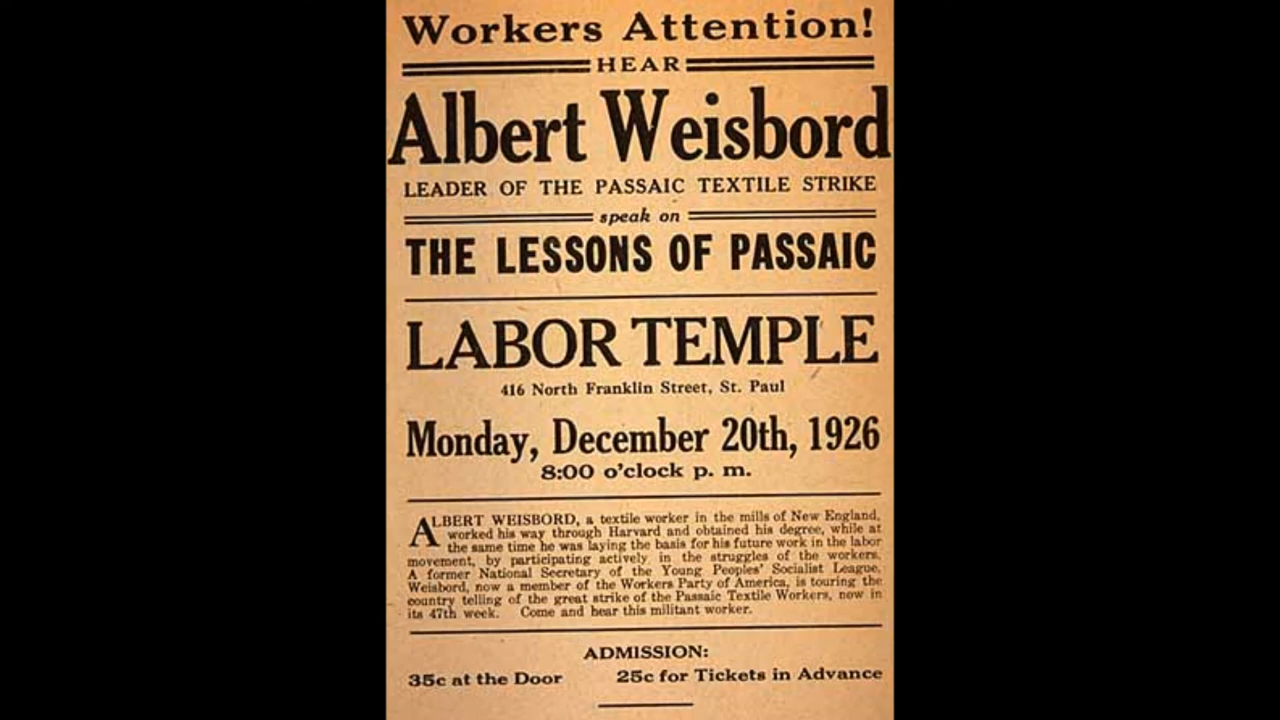 Workers Attention!
HEAR
Albert Weisbord
LEADER OF THE PASSAIC TEXTILE STRIKE
speak on
THE LESSONS OF PASSAIC
LABOR TEMPLE
416 North Franklin Street, St. Paul
Monday, December 20th, 1926
8:00 o'clock p. m.
ALBERT WEISBORD, a textile worker in the mills of New England,
worked his way through Harvard and obtained his degree, while at
the same time he was laying the basis for his future work in the labor
movement, by participating actively in the struggles of the workers.
A former National Secretary of the Young Peoples' Socialist League,
Weisbord, now a member of the Workers Party of America, is touring the
country telling of the great strike of the Passaic Textile Workers, now in
its 47th week. Come and hear this militant worker.
ADMISSION:
35c at the Door 25c for Tickets in Advance